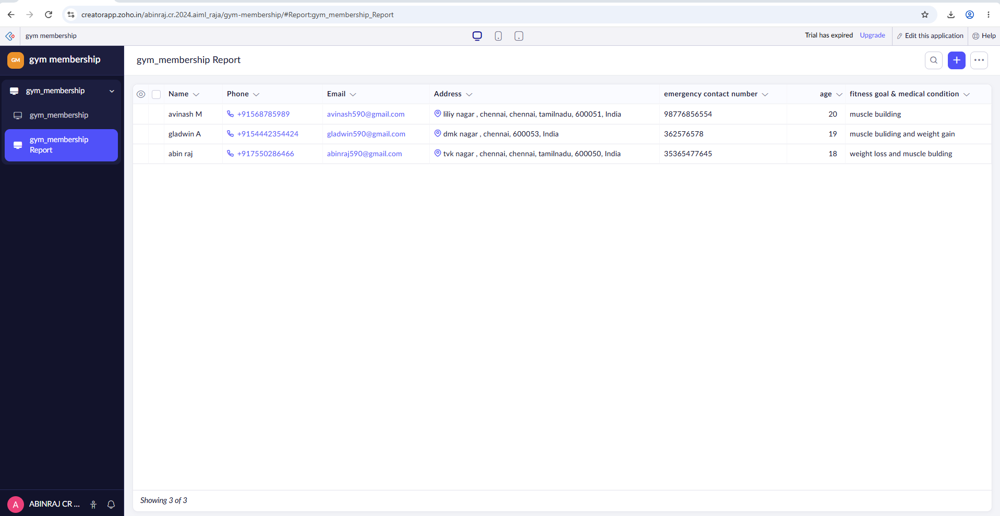 creatorapp.zoho.in/abinraj.cr.2024.aiml_raja/gym-membership/#Report:gym_membership_Report
gym membership Trial has expired Upgrade Edit this application Help
GM gym membership
gym_membership Report
gym_membership
gym_membership
gym_membership
Report
Name Phone Email Address emergency contact number age fitness goal & medical condition
avinash M +91568785989 avinash590@gmail.com liliy nagar , chennai, chennai, tamilnadu, 600051, India 98776856554 20 muscle building
gladwin A +9154442354424 gladwin590@gmail.com dmk nagar , chennai, 600053, India 362576578 19 muscle buliding and weight gain
abin raj +917550286466 abinraj590@gmail.com tvk nagar , chennai, chennai, tamilnadu, 600050, India 35365477645 18 weight loss and muscle bulding
Showing 3 of 3
A ABINRAJ CR ...